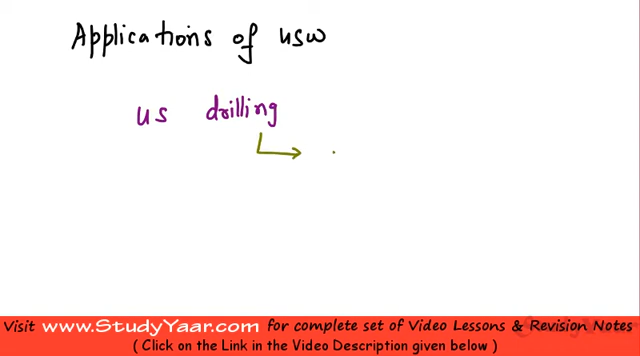 Applications of usw
us drilling
Visit www.StudyYaar.com for complete set of Video Lessons & Revision Notes
( Click on the Link in the Video Description given below )